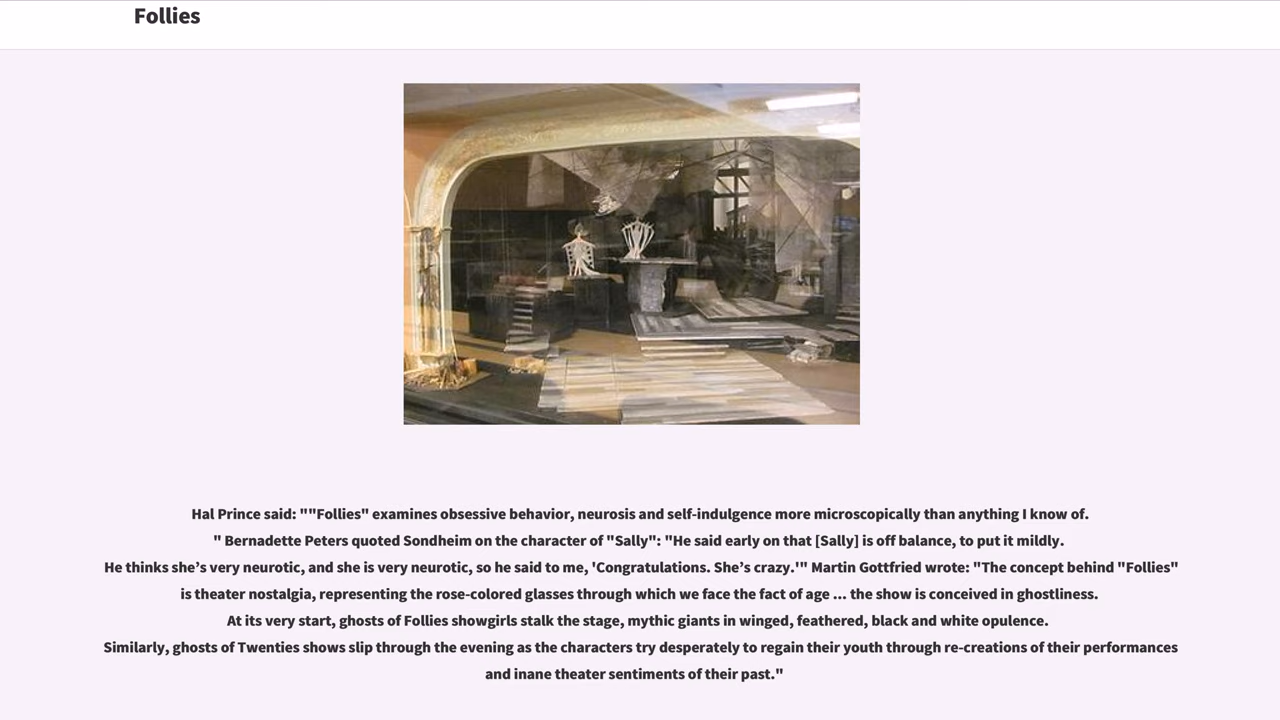 Follies
Hal Prince said: ""Follies" examines obsessive behavior, neurosis and self-indulgence more microscopically than anything I know of.
" Bernadette Peters quoted Sondheim on the character of "Sally": "He said early on that [Sally] is off balance, to put it mildly.
He thinks she’s very neurotic, and she is very neurotic, so he said to me, 'Congratulations. She’s crazy.'" Martin Gottfried wrote: "The concept behind "Follies"
is theater nostalgia, representing the rose-colored glasses through which we face the fact of age ... the show is conceived in ghostliness.
At its very start, ghosts of Follies showgirls stalk the stage, mythic giants in winged, feathered, black and white opulence.
Similarly, ghosts of Twenties shows slip through the evening as the characters try desperately to regain their youth through re-creations of their performances
and inane theater sentiments of their past."